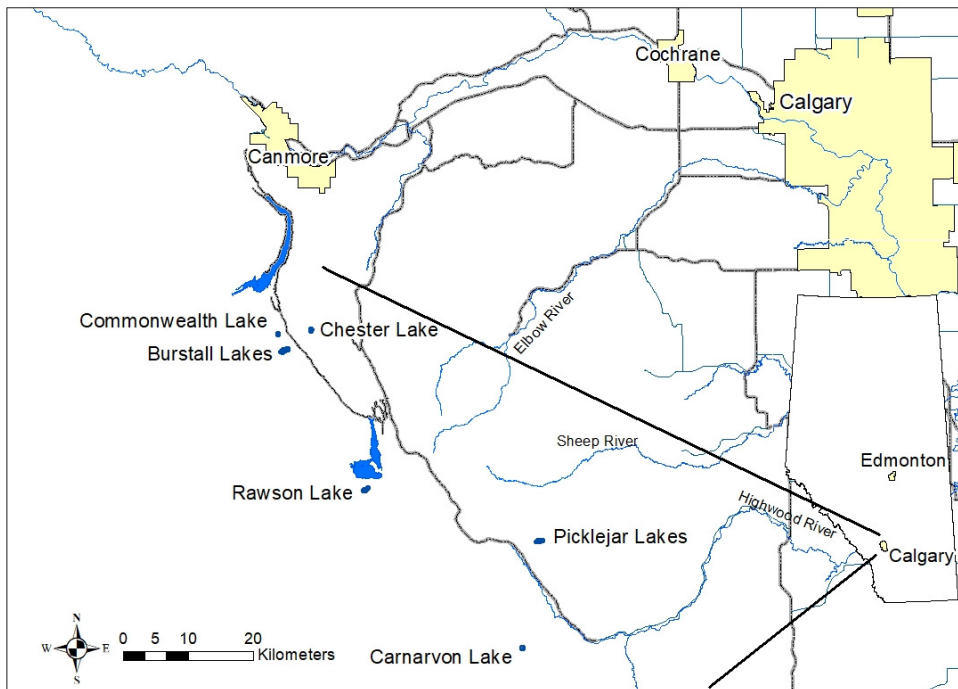 Cochrane
Calgary
Canmore
Commonwealth Lake
Chester Lake
Burstall Lakes
Elbow River
Sheep River
Edmonton
Rawson Lake
Highwood River
Picklejar Lakes
Calgary
N
W E
S
0 5 10 20
Kilometers
Carnarvon Lake